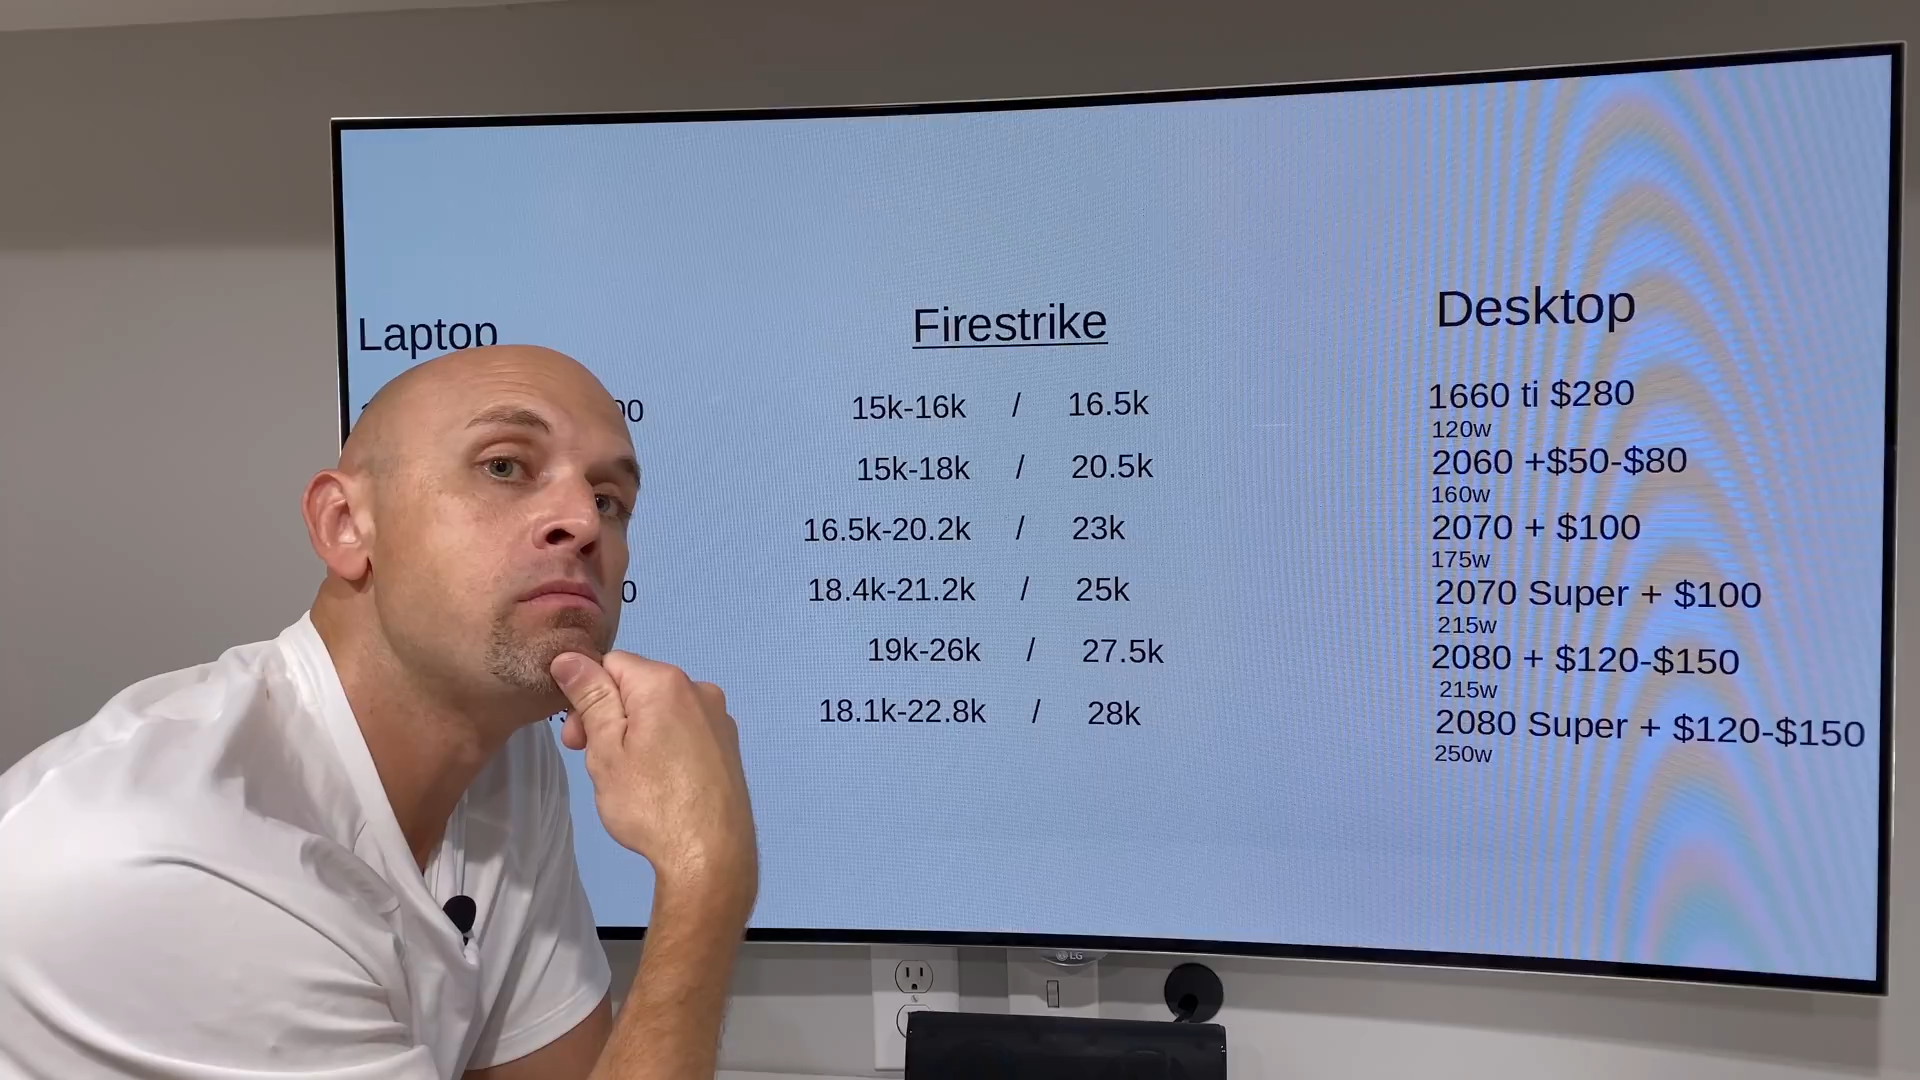 Laptop
Firestrike
Desktop
15k-16k / 16.5k
1660 ti $280
120w
15k-18k / 20.5k
2060 +$50-$80
160w
16.5k-20.2k / 23k
2070 + $100
175w
18.4k-21.2k / 25k
2070 Super + $100
215w
19k-26k / 27.5k
2080 + $120-$150
215w
18.1k-22.8k / 28k
2080 Super + $120-$150
250w
LG